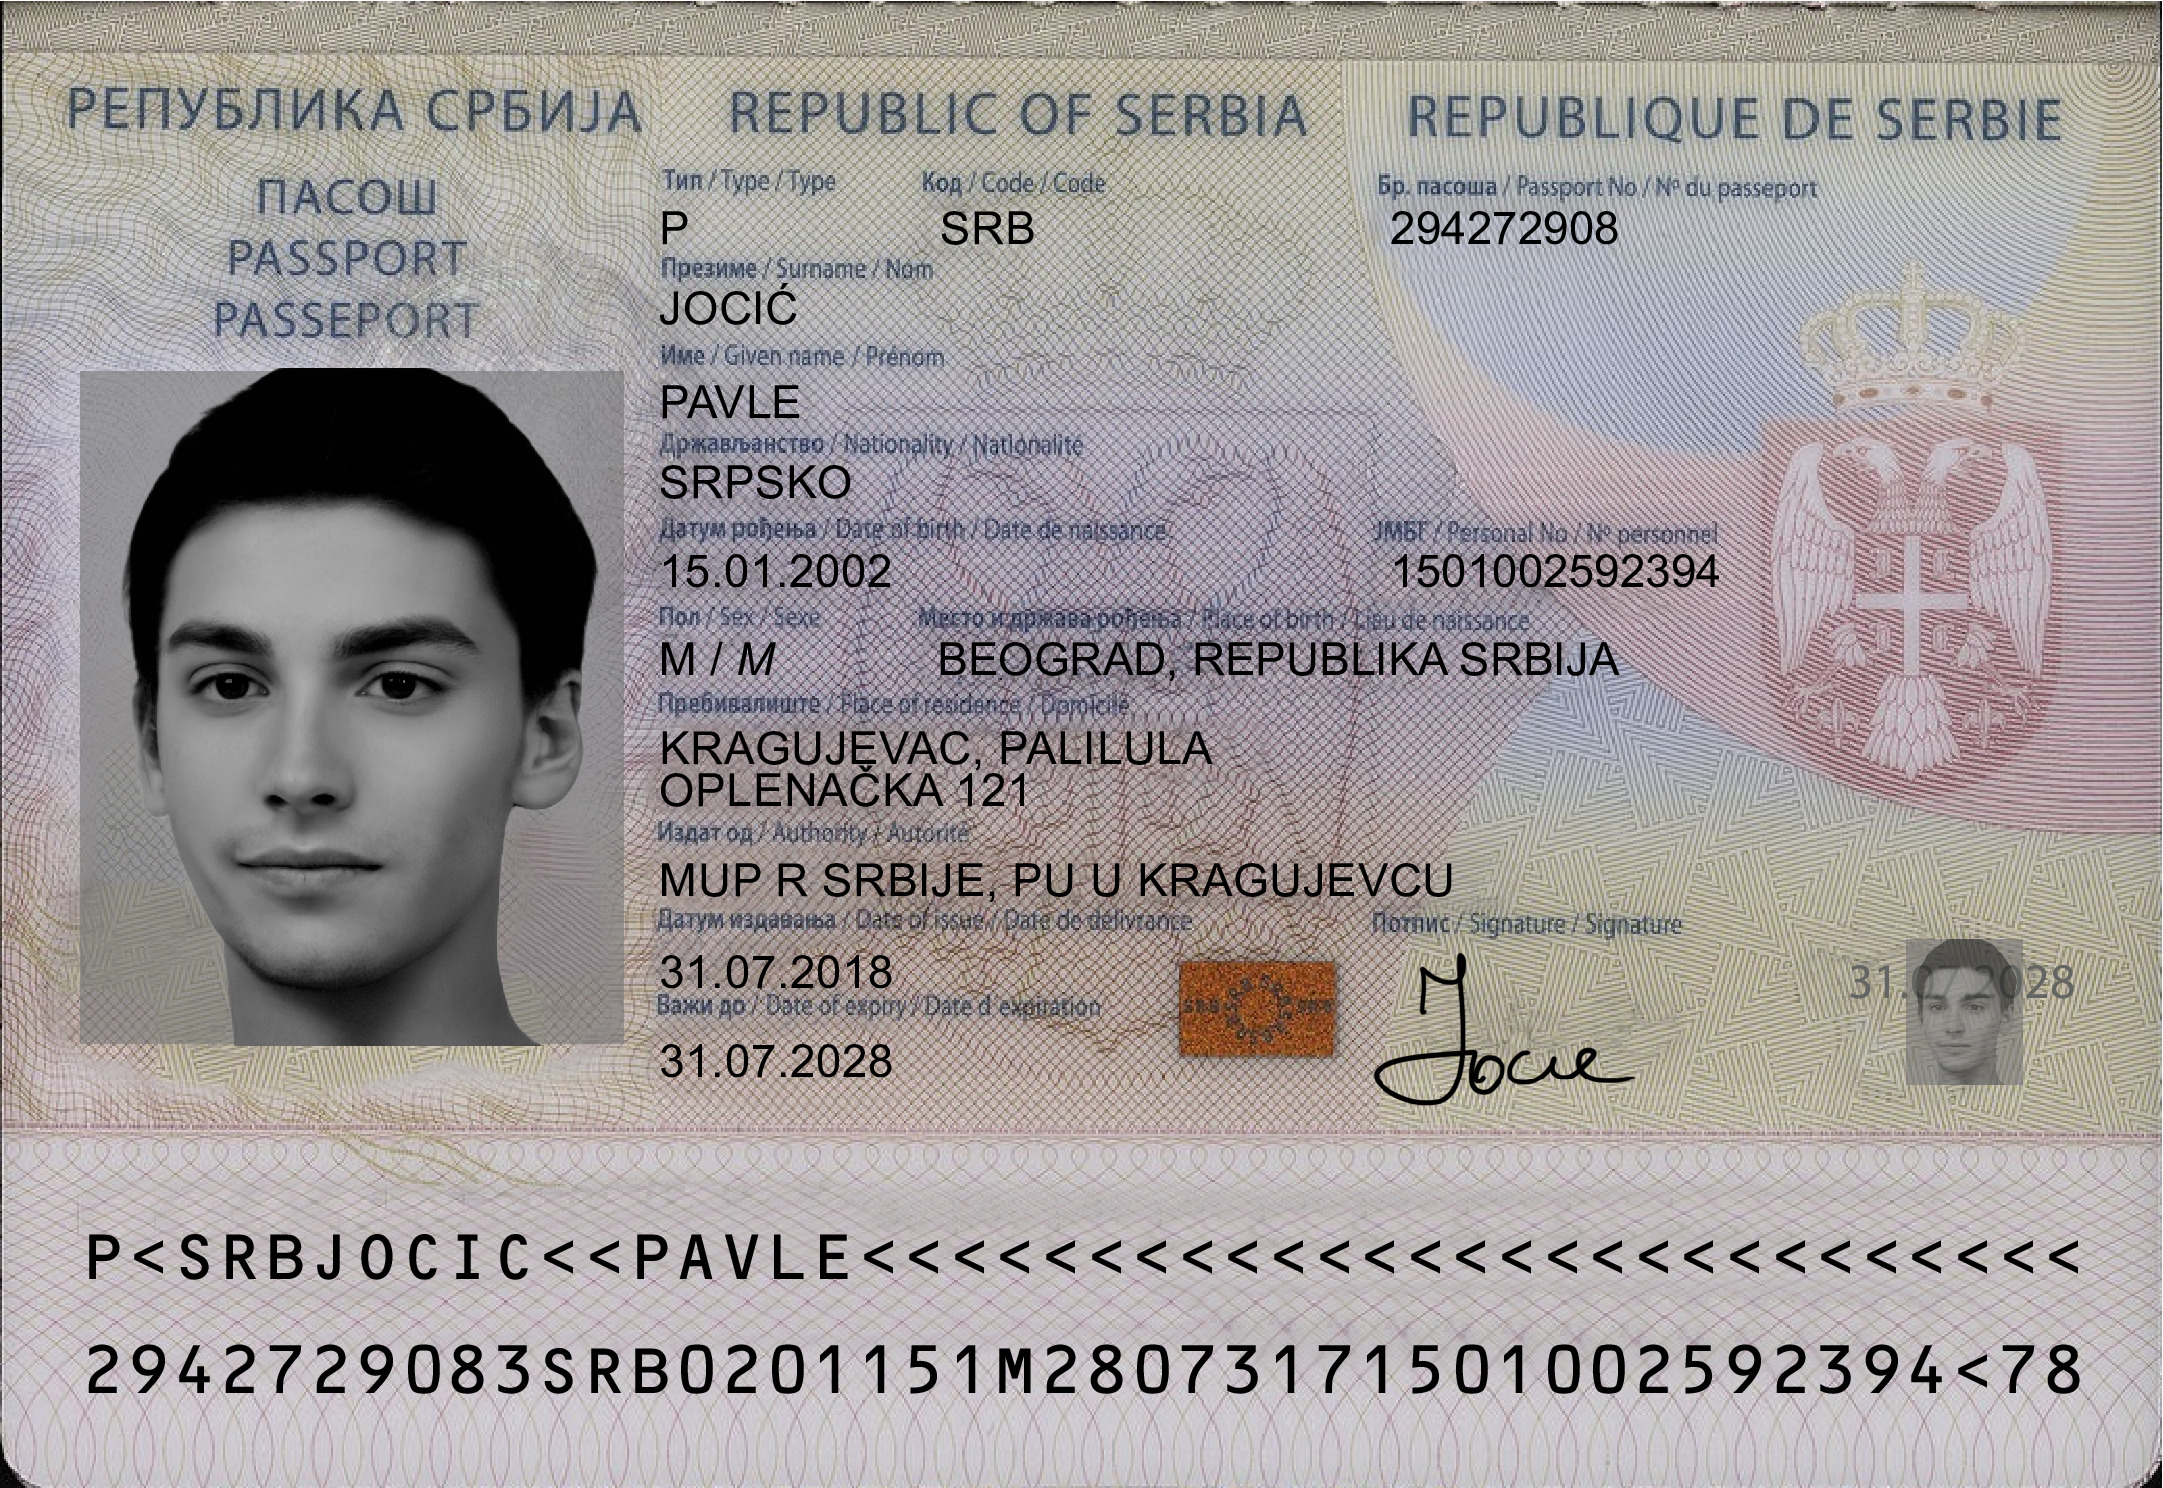 РЕПУБЛИКА СРБИЈА REPUBLIC OF SERBIA REPUBLIQUE DE SERBIE
ПАСОШ
PASSPORT
PASSEPORT
Тип / Type / Type Код / Code / Code Бр. пасоша / Passport No / Nº du passeport
P SRB 294272908
Презиме / Surname / Nom
JOCIĆ
Име / Given name / Prénom
PAVLE
Држављанство / Nationality / Nationalité
SRPSKO
Датум рођења / Date of birth / Date de naissance ЈМБГ / Personal No / Nº personnel
15.01.2002 1501002592394
Пол / Sex / Sexe Место и држава рођења / Place of birth / Lieu de naissance
M / M BEOGRAD, REPUBLIKA SRBIJA
Пребивалиште / Place of residence / Domicile
KRAGUJEVAC, PALILULA
OPLENAČKA 121
Издат од / Authority / Autorité
MUP R SRBIJE, PU U KRAGUJEVCU
Датум издавања / Date of issue / Date de délivrance Потпис / Signature / Signature
31.07.2018
31.07.2028
Важи до / Date of expiry / Date d expiration
31.07.2028
Jocic
P<SRBJOCIC<<PAVLE<<<<<<<<<<<<<<<<<<<<<<<<<<<
2942729083SRB0201151M28073171501002592394<78